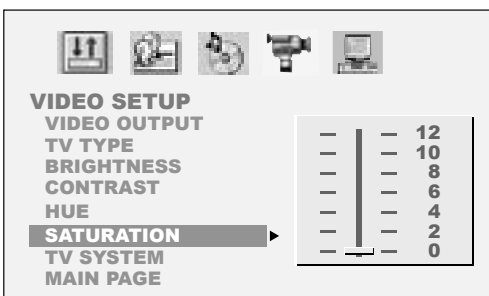 VIDEO SETUP
VIDEO OUTPUT
TV TYPE
BRIGHTNESS
CONTRAST
HUE
SATURATION
TV SYSTEM
MAIN PAGE
12
10
8
6
4
2
0